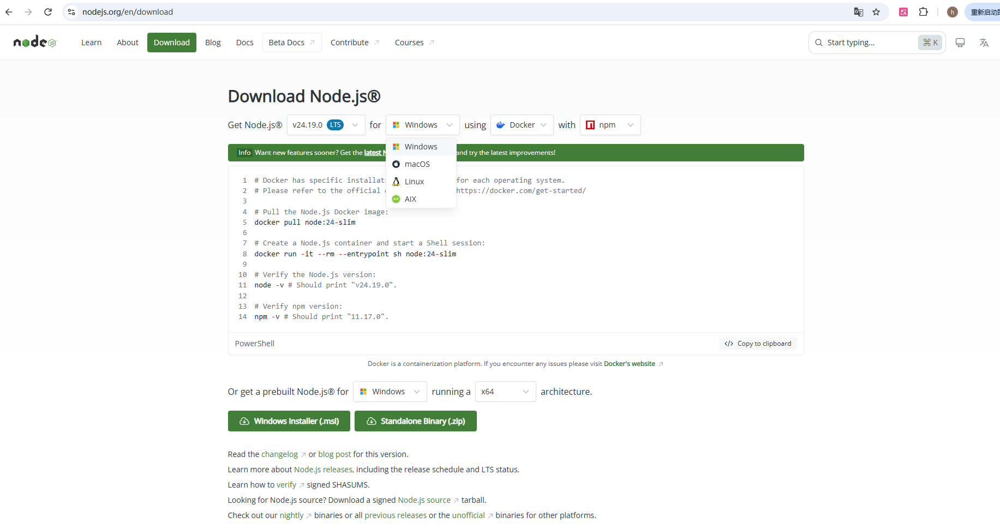 nodejs.org/en/download
重新启动
node JS Learn About Download Blog Docs Beta Docs Contribute Courses Start typing... ⌘ K
Download Node.js®
Get Node.js® v24.19.0 LTS for Windows using Docker with npm
Windows
macOS
Linux
AIX
Info Want new features sooner? Get the latest N and try the latest improvements!
1 # Docker has specific installati for each operating system.
2 # Please refer to the official https://docker.com/get-started/
3
4 # Pull the Node.js Docker image:
5 docker pull node:24-slim
6
7 # Create a Node.js container and start a Shell session:
8 docker run -it --rm --entrypoint sh node:24-slim
9
10 # Verify the Node.js version:
11 node -v # Should print "v24.19.0".
12
13 # Verify npm version:
14 npm -v # Should print "11.17.0".
PowerShell </> Copy to clipboard
Docker is a containerization platform. If you encounter any issues please visit Docker's website
Or get a prebuilt Node.js® for Windows running a x64 architecture.
Windows Installer (.msi) Standalone Binary (.zip)
Read the changelog or blog post for this version.
Learn more about Node.js releases, including the release schedule and LTS status.
Learn how to verify signed SHASUMS.
Looking for Node.js source? Download a signed Node.js source tarball.
Check out our nightly binaries or all previous releases or the unofficial binaries for other platforms.